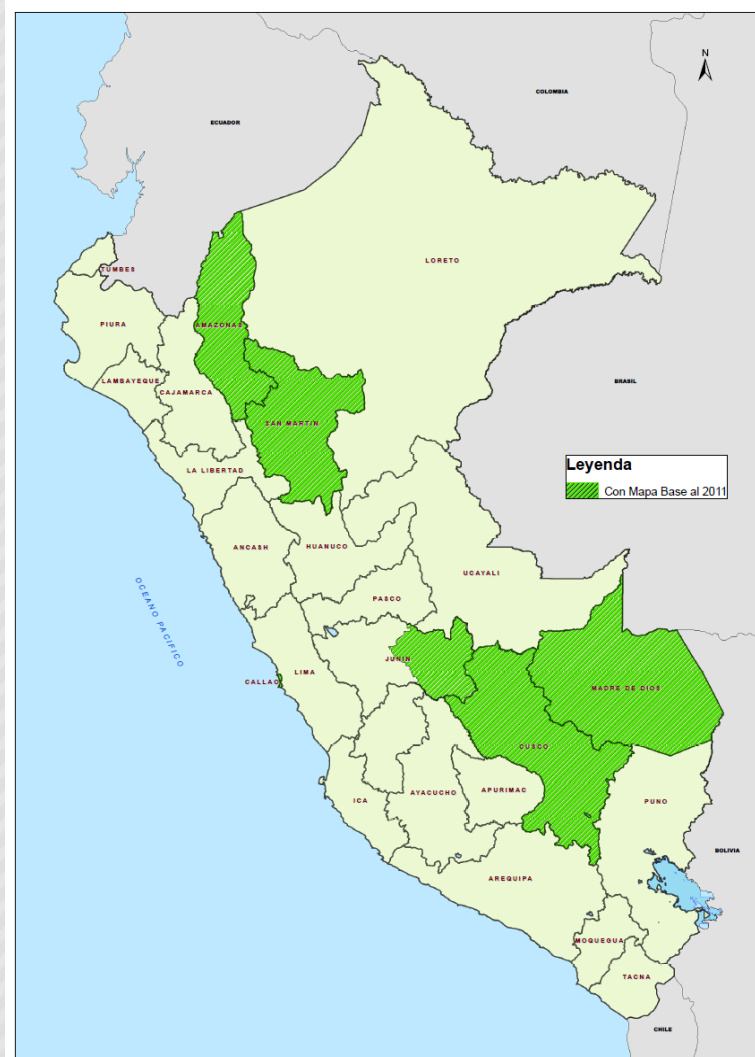 N
COLOMBIA
ECUADOR
LORETO
TUMBES
PIURA
AMAZONAS
LAMBAYEQUE
CAJAMARCA
BRASIL
SAN MARTIN
LA LIBERTAD
Leyenda
Con Mapa Base al 2011
ANCASH
HUANUCO
UCAYALI
PASCO
OCEANO PACIFICO
JUNIN
LIMA
CALLAO
MADRE DE DIOS
CUSCO
APURIMAC
AYACUCHO
ICA
PUNO
BOLIVIA
AREQUIPA
MOQUEGUA
TACNA
CHILE